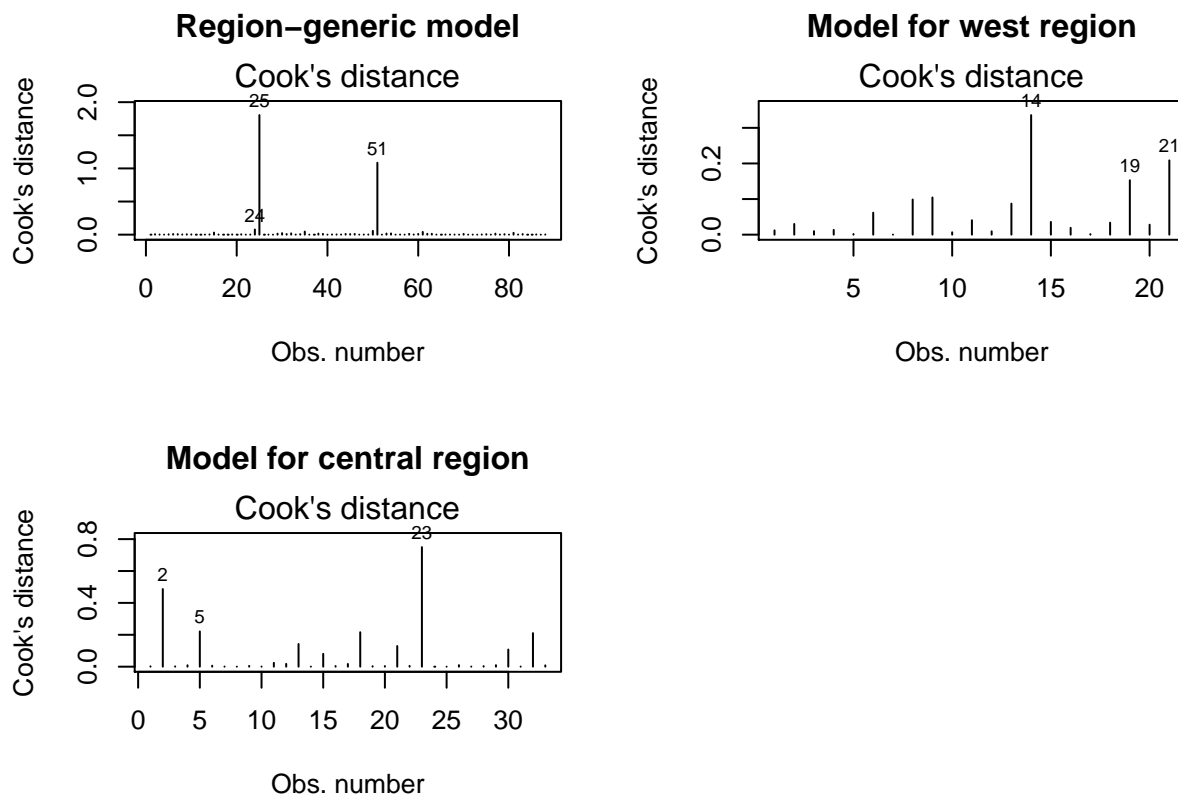 Region−generic model
Cook's distance
Cook's distance
0.0
1.0
2.0
25
51
24
0 20 40 60 80
Obs. number
Model for west region
Cook's distance
Cook's distance
0.0
0.2
14
21
19
5 10 15 20
Obs. number
Model for central region
Cook's distance
Cook's distance
0.0
0.4
0.8
23
2
5
0 5 10 15 20 25 30
Obs. number